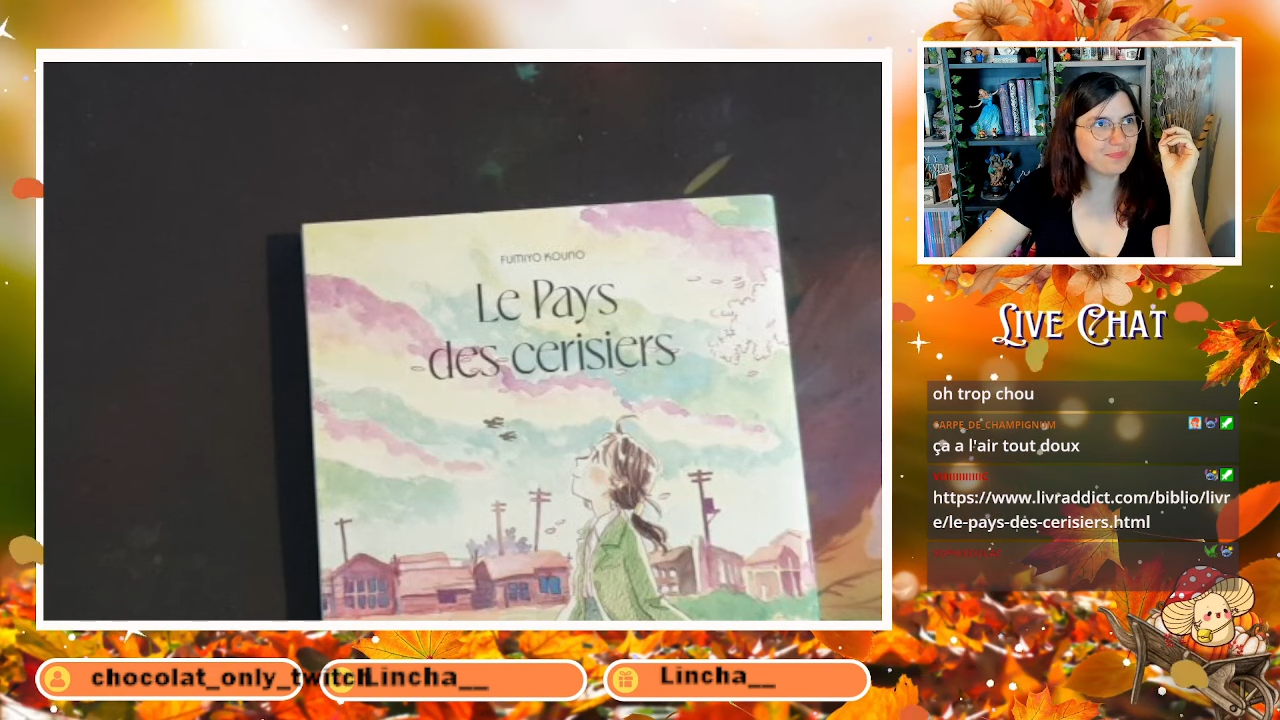 FUMIYO KOUNO
Le Pays
des cerisiers
LIVE CHAT
oh trop chou
CARPE_DE_CHAMPIGNUM
ça a l'air tout doux
https://www.livraddict.com/biblio/livr
e/le-pays-des-cerisiers.html
chocolat_only_twitch
Lincha__
Lincha__